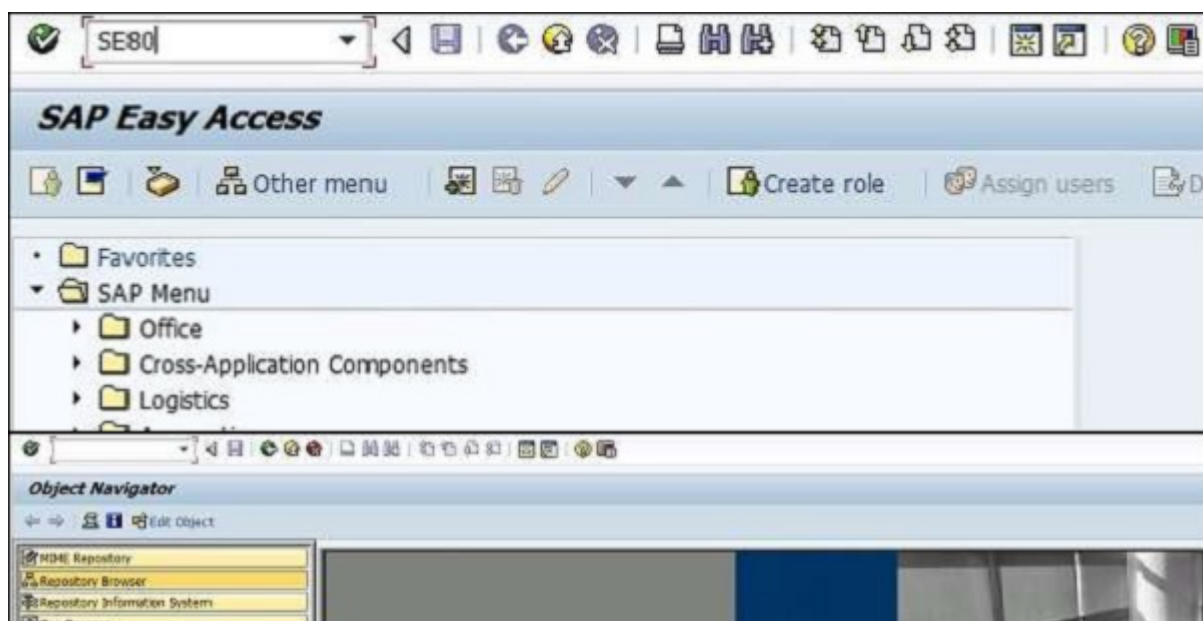 SE80
SAP Easy Access
Other menu Create role Assign users D
Favorites
SAP Menu
Office
Cross-Application Components
Logistics
Object Navigator
Edit Object
MIME Repository
Repository Browser
Repository Information System